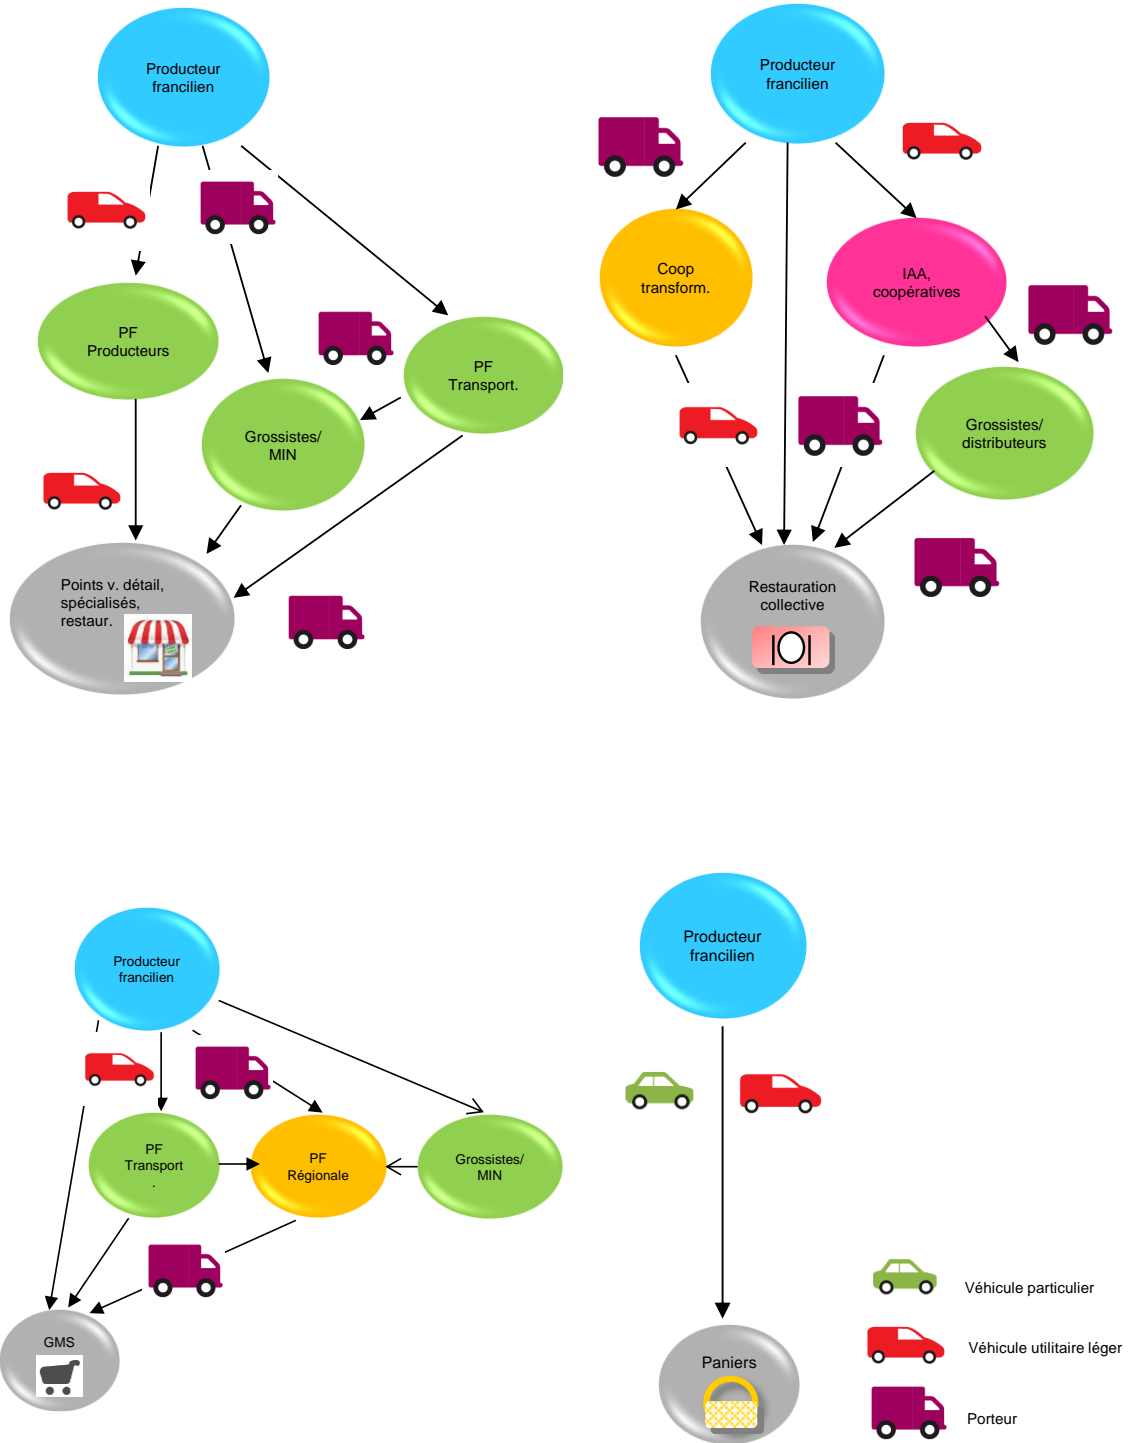 Producteur
francilien
PF
Producteurs
PF
Transport.
Grossistes/
MIN
Points v. détail,
spécialisés,
restaur.
Producteur
francilien
Coop
transform.
IAA,
coopératives
Grossistes/
distributeurs
Restauration
collective
Producteur
francilien
PF
Transport
.
PF
Régionale
Grossistes/
MIN
GMS
Producteur
francilien
Paniers
Véhicule particulier
Véhicule utilitaire léger
Porteur